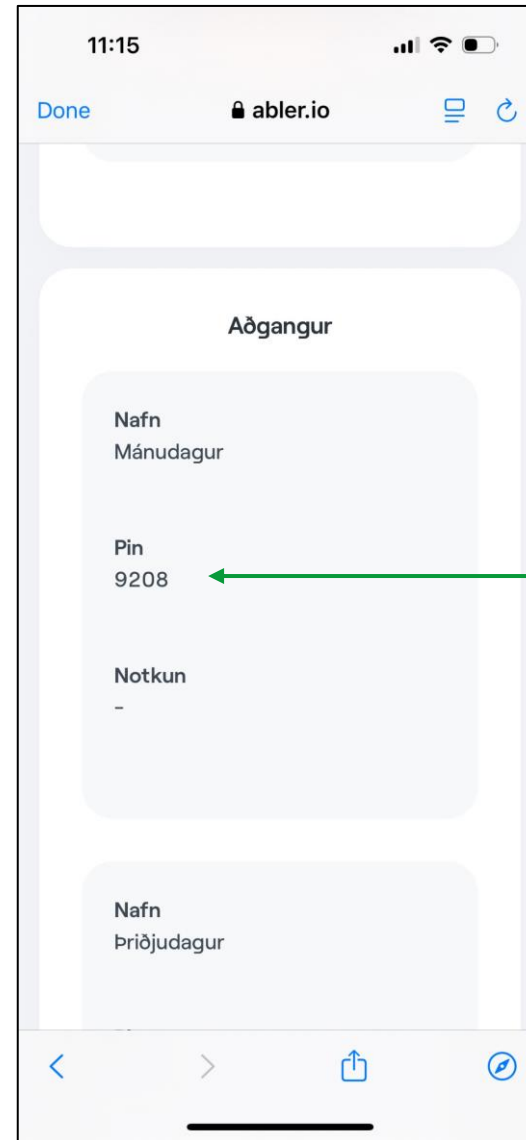 11:15
Done
abler.io
Aðgangur
Nafn
Mánudagur
Pin
9208
Notkun
-
Nafn
Þriðjudagur